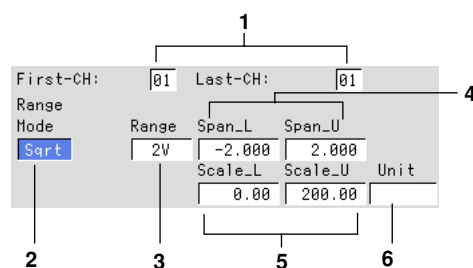 1
First-CH: 01 Last-CH: 01
4
Range
Mode Range Span_L Span_U
Sqrt 2V -2.000 2.000
Scale_L Scale_U Unit
0.00 200.00
2 3 5 6